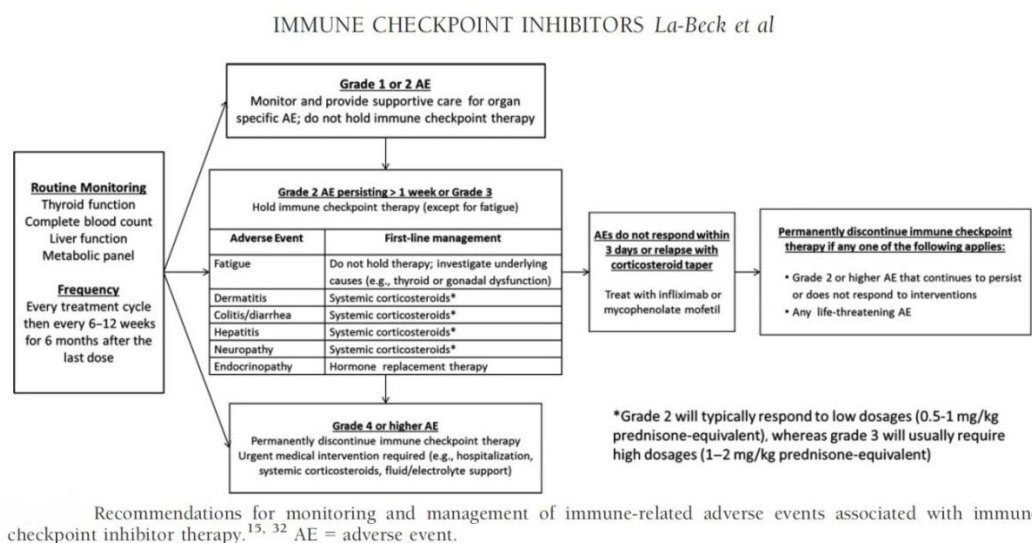 IMMUNE CHECKPOINT INHIBITORS La-Beck et al
Grade 1 or 2 AE
Monitor and provide supportive care for organ
specific AE; do not hold immune checkpoint therapy
Routine Monitoring
Thyroid function
Complete blood count
Liver function
Metabolic panel
Frequency
Every treatment cycle
then every 6–12 weeks
for 6 months after the
last dose
Grade 2 AE persisting > 1 week or Grade 3
Hold immune checkpoint therapy (except for fatigue)
Adverse Event First-line management
Fatigue Do not hold therapy; investigate underlying
causes (e.g., thyroid or gonadal dysfunction)
Dermatitis Systemic corticosteroids*
Colitis/diarrhea Systemic corticosteroids*
Hepatitis Systemic corticosteroids*
Neuropathy Systemic corticosteroids*
Endocrinopathy Hormone replacement therapy
AEs do not respond within
3 days or relapse with
corticosteroid taper
Treat with infliximab or
mycophenolate mofetil
Permanently discontinue immune checkpoint
therapy if any one of the following applies:
• Grade 2 or higher AE that continues to persist
or does not respond to interventions
• Any life-threatening AE
Grade 4 or higher AE
Permanently discontinue immune checkpoint therapy
Urgent medical intervention required (e.g., hospitalization,
systemic corticosteroids, fluid/electrolyte support)
*Grade 2 will typically respond to low dosages (0.5-1 mg/kg
prednisone-equivalent), whereas grade 3 will usually require
high dosages (1–2 mg/kg prednisone-equivalent)
Recommendations for monitoring and management of immune-related adverse events associated with immun
checkpoint inhibitor therapy.15, 32 AE = adverse event.